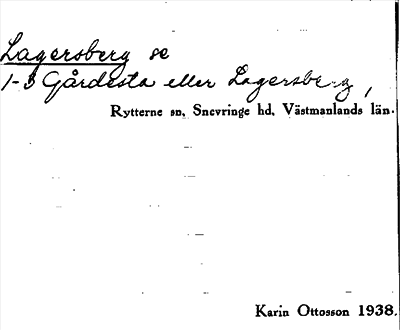 Lagersberg se
1-3 Gårdesta eller Lagersberg,
Rytterne sn, Snevringe hd, Västmanlands län.
Karin Ottosson 1938.